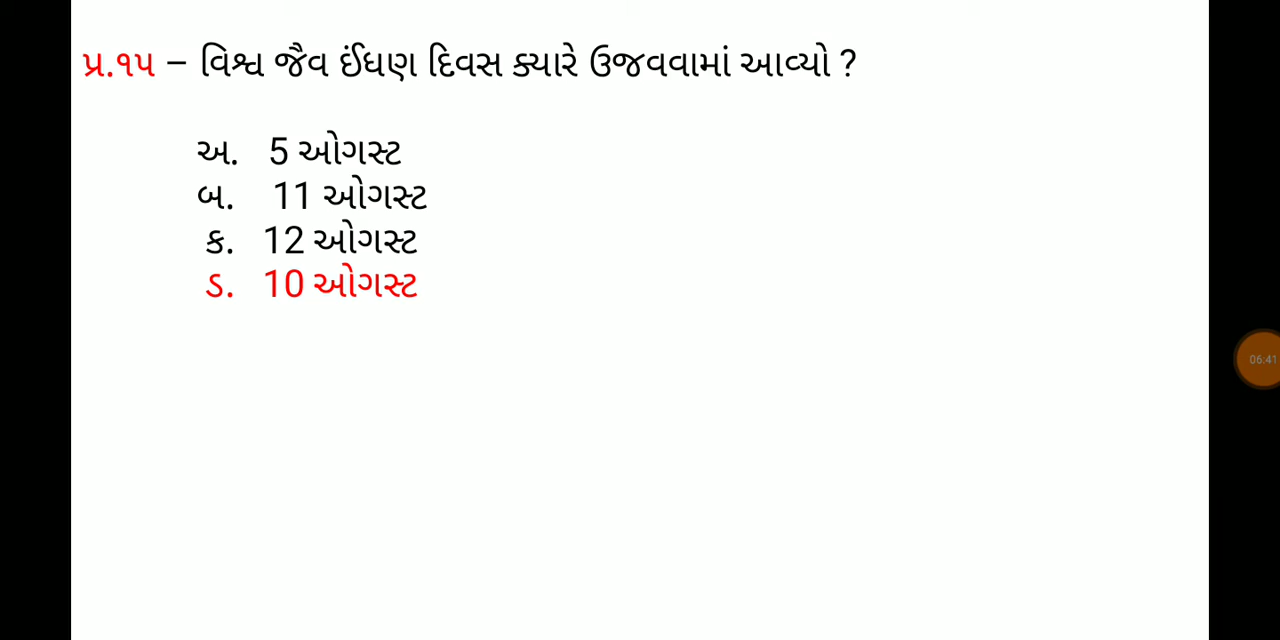 પ્ર.૧૫ – વિશ્વ જૈવ ઈંધણ દિવસ ક્યારે ઉજવવામાં આવ્યો ?
અ. 5 ઓગસ્ટ
બ. 11 ઓગસ્ટ
ક. 12 ઓગસ્ટ
ડ. 10 ઓગસ્ટ
06:41